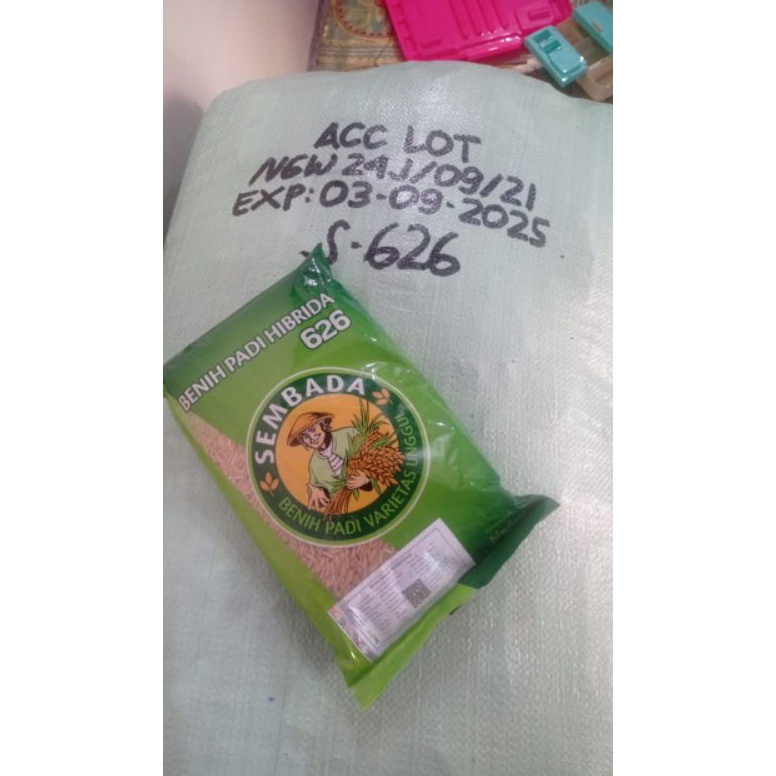 ACC LOT
NGW 24J/09/21
EXP: 03-09-2025
S-626
BENIH PADI HIBRIDA
626
SEMBADA
BENIH PADI VARIETAS UNGGUL